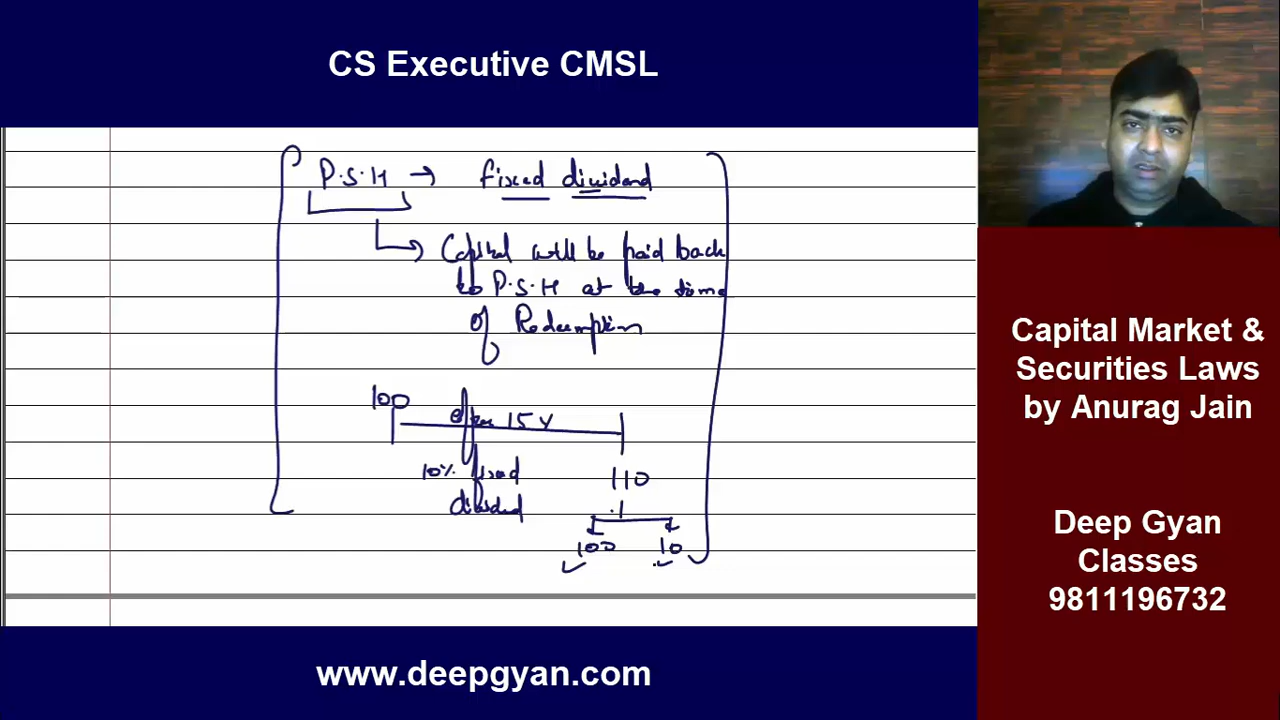 CS Executive CMSL
P.S.H → fixed dividend
Capital will be paid back
to P.S.H at the time
of Redemption
100
after 15 Y
10% fixed
dividend
110
100 10
Capital Market &
Securities Laws
by Anurag Jain
Deep Gyan
Classes
9811196732
www.deepgyan.com